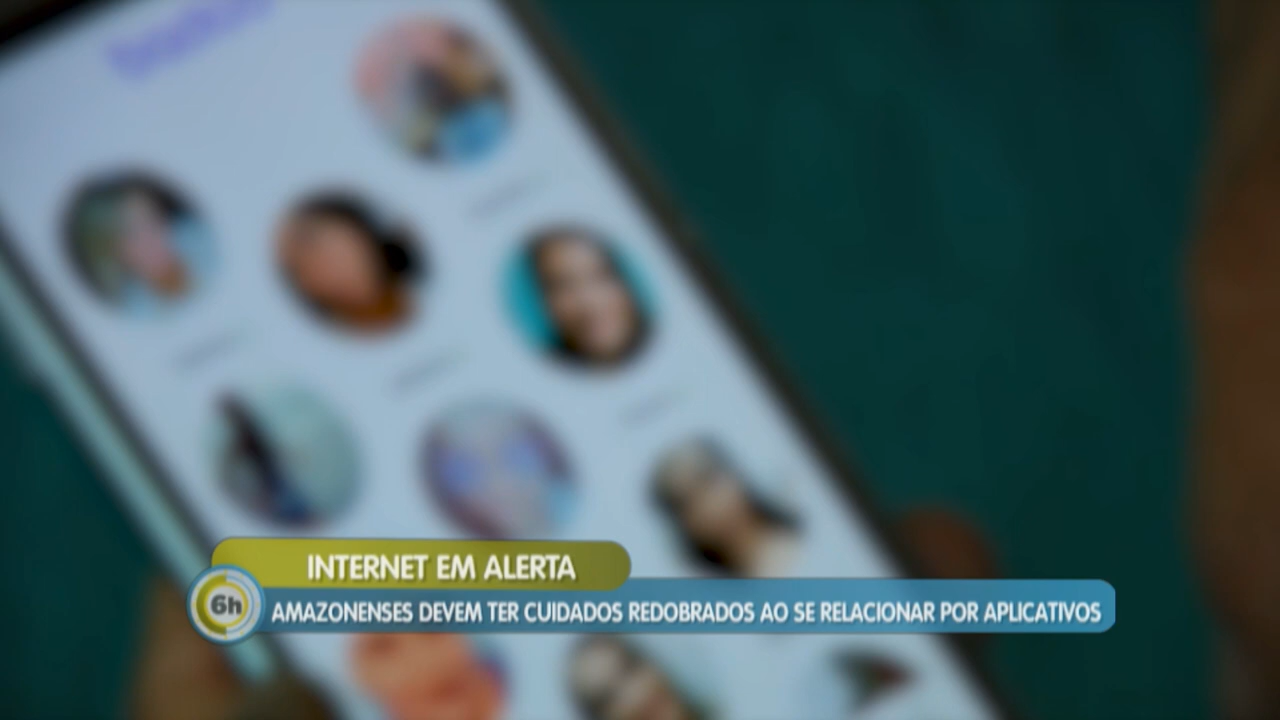 INTERNET EM ALERTA
6h
AMAZONENSES DEVEM TER CUIDADOS REDOBRADOS AO SE RELACIONAR POR APLICATIVOS